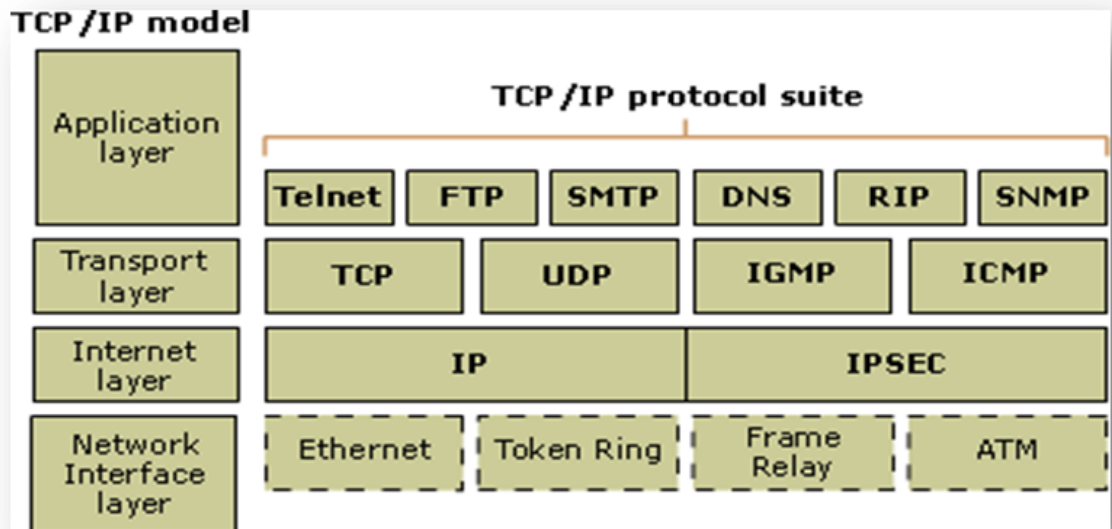 TCP/IP model
Application
layer
TCP/IP protocol suite
Telnet
FTP
SMTP
DNS
RIP
SNMP
Transport
layer
TCP
UDP
IGMP
ICMP
Internet
layer
IP
IPSEC
Network
Interface
layer
Ethernet
Token Ring
Frame
Relay
ATM